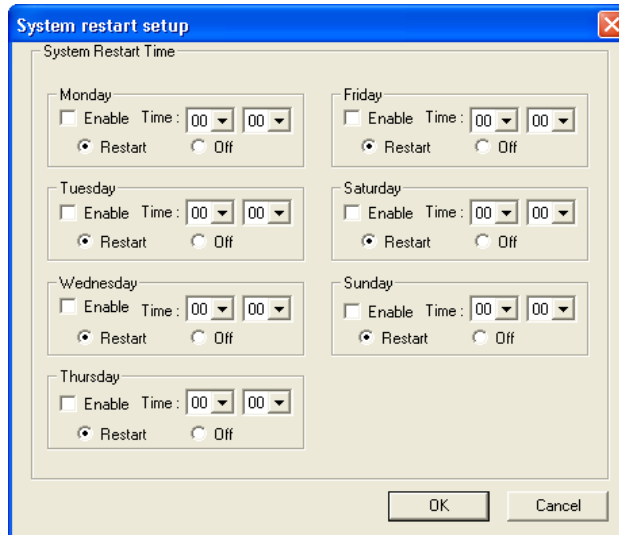 System restart setup
System Restart Time
Monday
Enable Time : 00 00
Restart Off
Tuesday
Enable Time : 00 00
Restart Off
Wednesday
Enable Time : 00 00
Restart Off
Thursday
Enable Time : 00 00
Restart Off
Friday
Enable Time : 00 00
Restart Off
Saturday
Enable Time : 00 00
Restart Off
Sunday
Enable Time : 00 00
Restart Off
OK Cancel